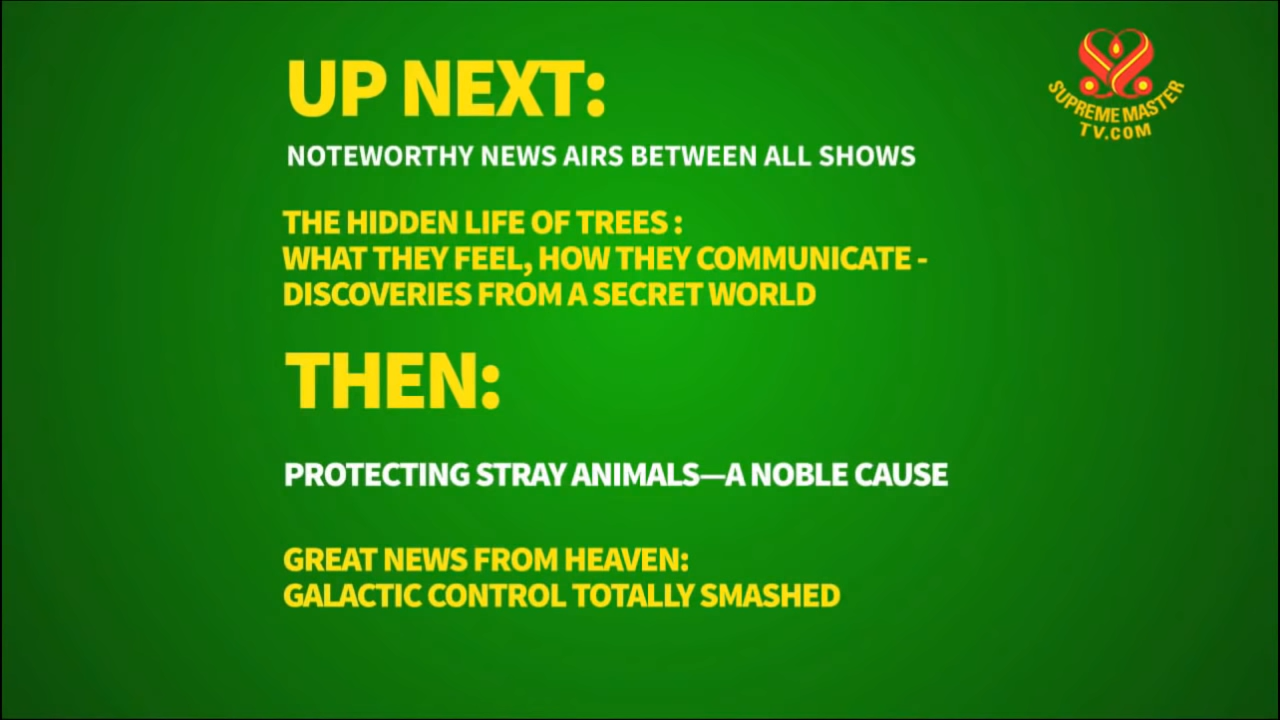 UP NEXT:
SUPREME MASTER
TV.COM
NOTEWORTHY NEWS AIRS BETWEEN ALL SHOWS
THE HIDDEN LIFE OF TREES :
WHAT THEY FEEL, HOW THEY COMMUNICATE -
DISCOVERIES FROM A SECRET WORLD
THEN:
PROTECTING STRAY ANIMALS—A NOBLE CAUSE
GREAT NEWS FROM HEAVEN:
GALACTIC CONTROL TOTALLY SMASHED